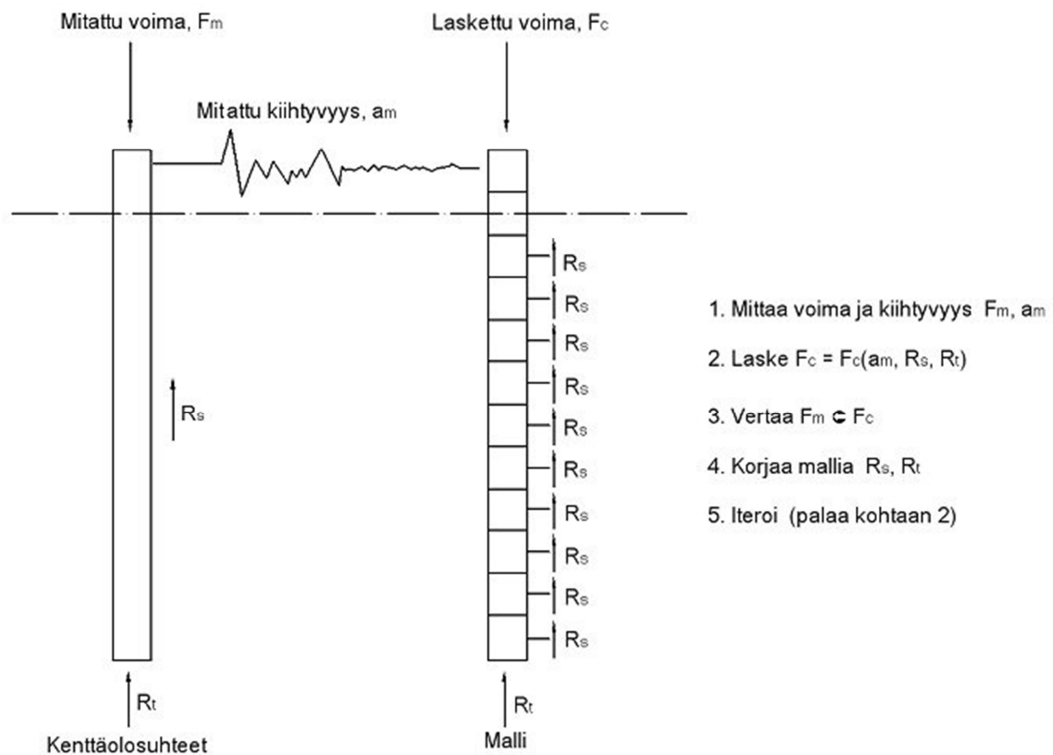 Mitattu voima, Fm
Laskettu voima, Fc
Mitattu kiihtyvyys, am
Rs
Rs
Rs
Rs
Rs
Rs
Rs
Rs
Rs
Rs
Rs
Rt
Rt
Kenttäolosuhteet
Malli
1. Mittaa voima ja kiihtyvyys Fm, am
2. Laske Fc = Fc(am, Rs, Rt)
3. Vertaa Fm ⊂ Fc
4. Korjaa mallia Rs, Rt
5. Iteroi (palaa kohtaan 2)